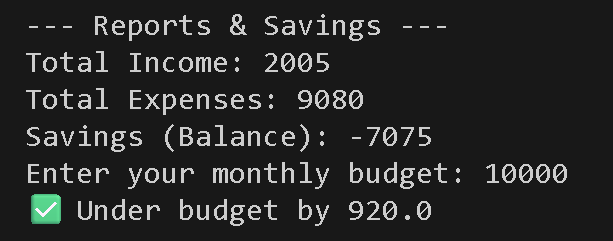 --- Reports & Savings ---
Total Income: 2005
Total Expenses: 9080
Savings (Balance): -7075
Enter your monthly budget: 10000
✅ Under budget by 920.0